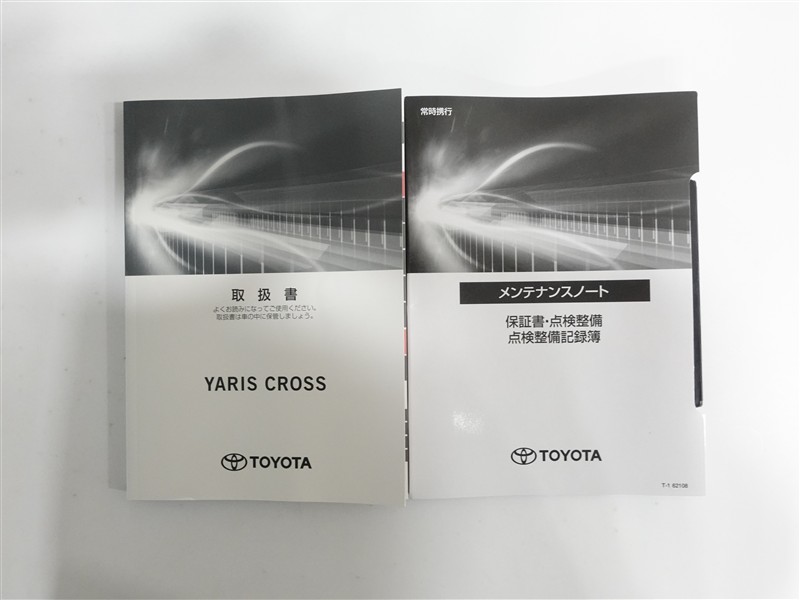 取扱書
よくお読みになってご使用ください。
取扱書は車の中に保管しましょう。
YARIS CROSS
TOYOTA
常時携行
メンテナンスノート
保証書・点検整備
点検整備記録簿
TOYOTA
T-1 62108